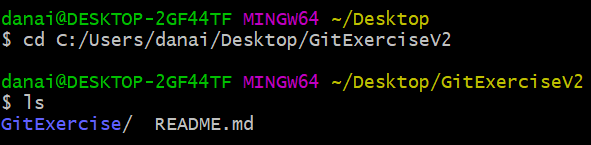 danai@DESKTOP-2GF44TF MINGW64 ~/Desktop
$ cd C:/Users/danai/Desktop/GitExerciseV2
danai@DESKTOP-2GF44TF MINGW64 ~/Desktop/GitExerciseV2
$ ls
GitExercise/  README.md